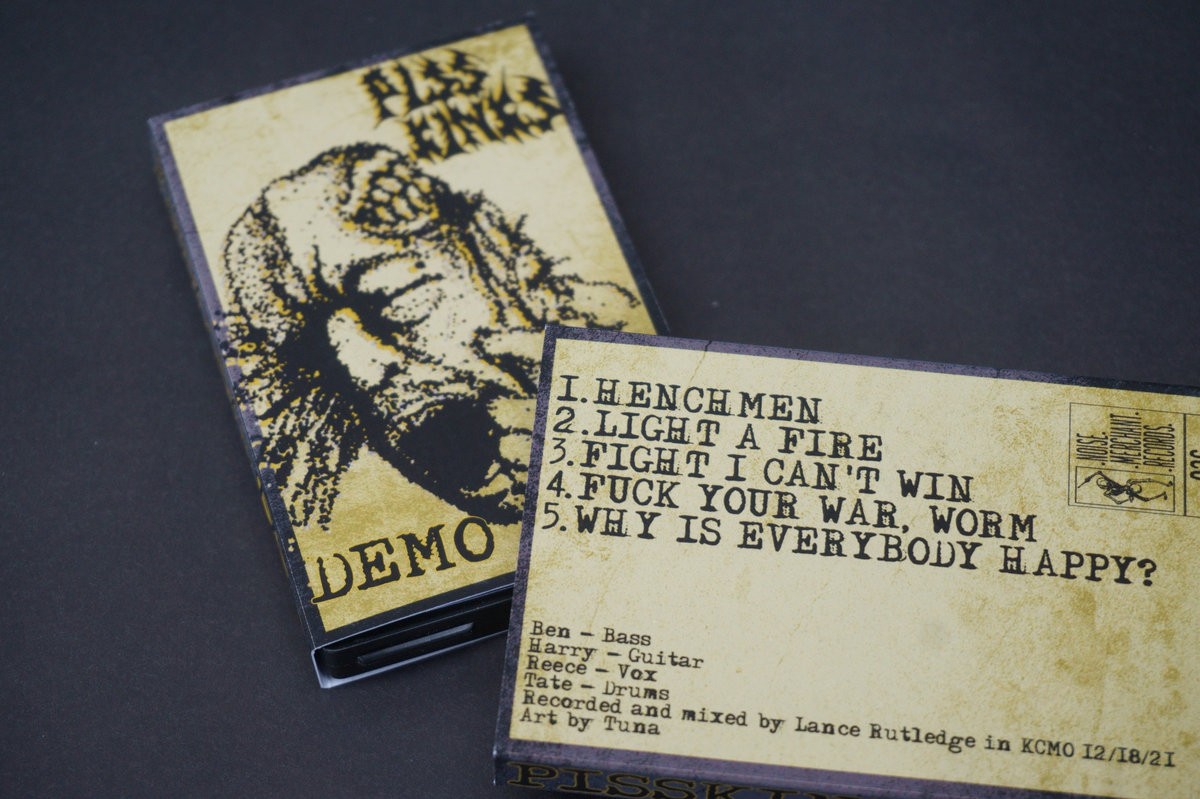 PISS
DEMO
1.HENCHMEN
2.LIGHT A FIRE
3.FIGHT I CAN'T WIN
4.FUCK YOUR WAR, WORM
5.WHY IS EVERYBODY HAPPY?
NOISE
MERCHANT.
RECORDS.
Ben - Bass
Harry - Guitar
Reece - Vox
Tate - Drums
Recorded and mixed by Lance Rutledge in KCMO 12/18/21
Art by Tuna